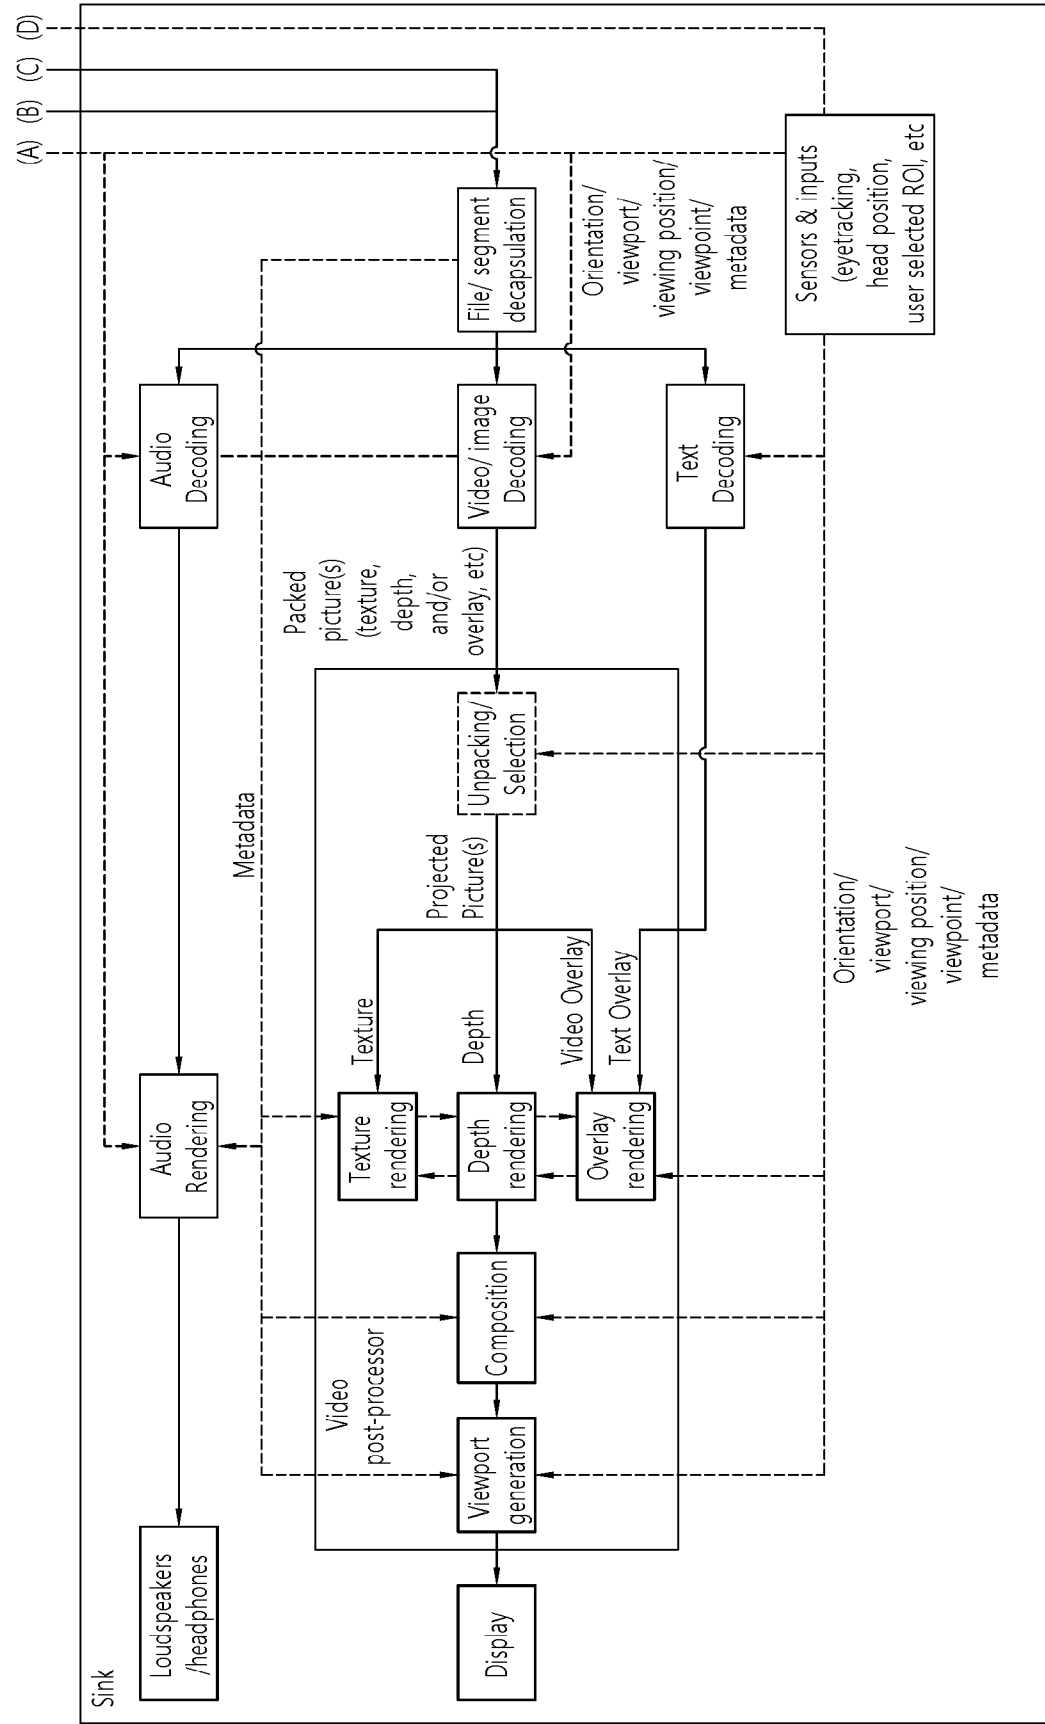 Sink
(A)
(B)
(C)
(D)
Loudspeakers
/headphones
Audio
Rendering
Audio
Decoding
Metadata
Video
post-processor
Display
Viewport
generation
Composition
Texture
rendering
Depth
rendering
Overlay
rendering
Texture
Depth
Video Overlay
Text Overlay
Projected
Picture(s)
Unpacking/
Selection
Packed
picture(s)
(texture,
depth,
and/or
overlay, etc)
Video/ image
Decoding
File/ segment
decapsulation
Text
Decoding
Orientation/
viewport/
viewing position/
viewpoint/
metadata
Orientation/
viewport/
viewing position/
viewpoint/
metadata
Sensors & inputs
(eyetracking,
head position,
user selected ROI, etc